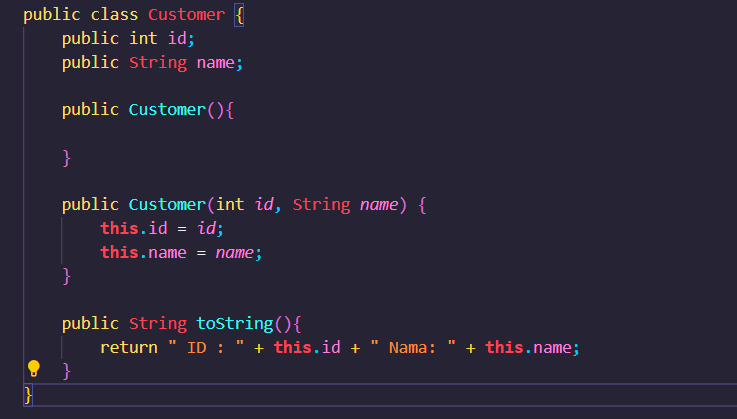 public class Customer {
    public int id;
    public String name;

    public Customer(){

    }

    public Customer(int id, String name) {
        this.id = id;
        this.name = name;
    }

    public String toString(){
        return " ID : " + this.id + " Nama: " + this.name;
    }
}